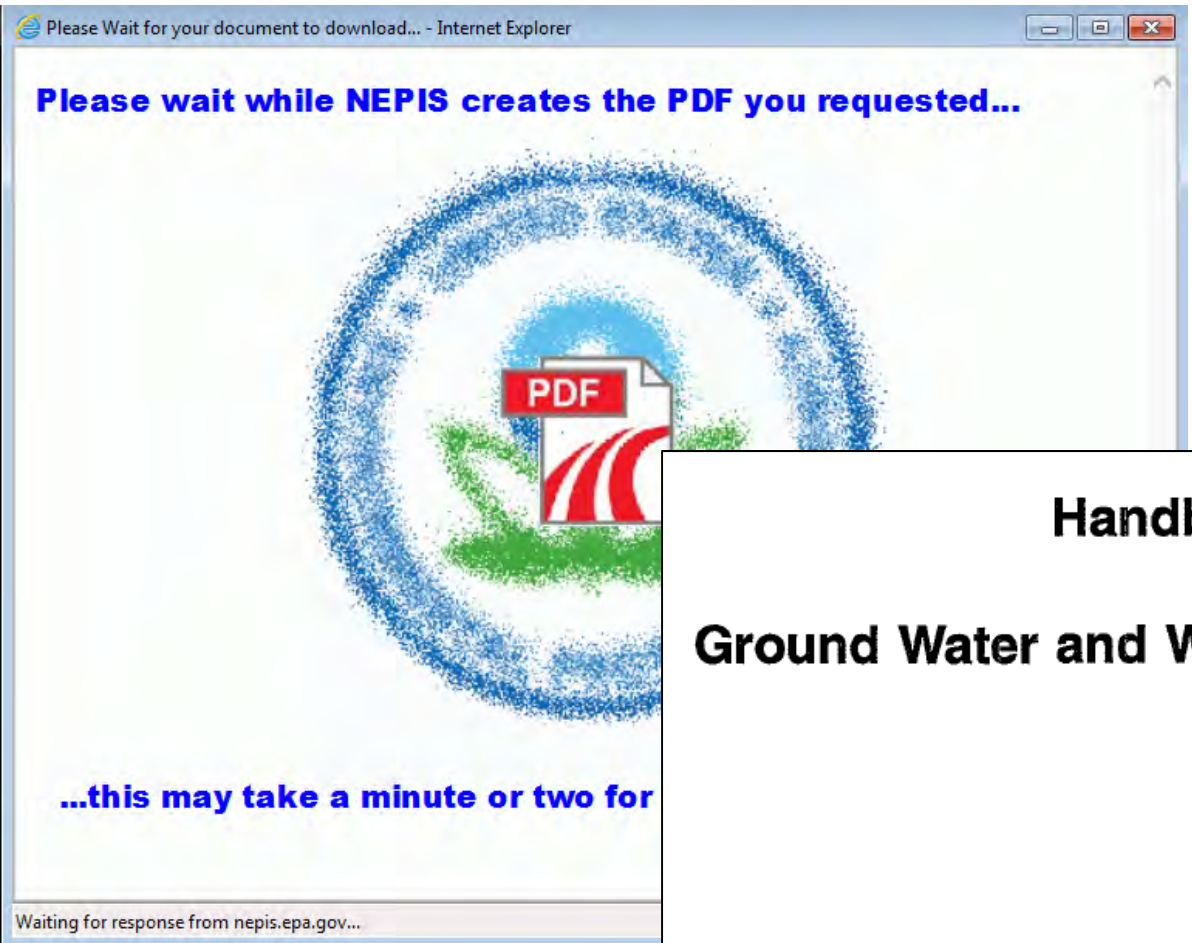 Please Wait for your document to download... - Internet Explorer
Please wait while NEPIS creates the PDF you requested...
PDF
...this may take a minute or two for
Waiting for response from nepis.epa.gov...
Ground Water and